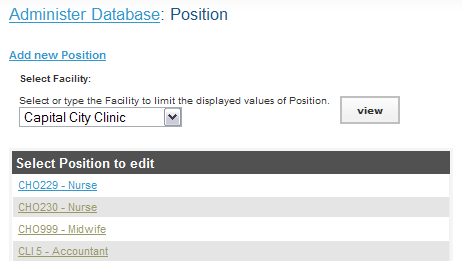 Administer Database: Position
Add new Position
Select Facility:
Select or type the Facility to limit the displayed values of Position.
Capital City Clinic
view
Select Position to edit
CHO229 - Nurse
CHO230 - Nurse
CHO999 - Midwife
CLI 5 - Accountant